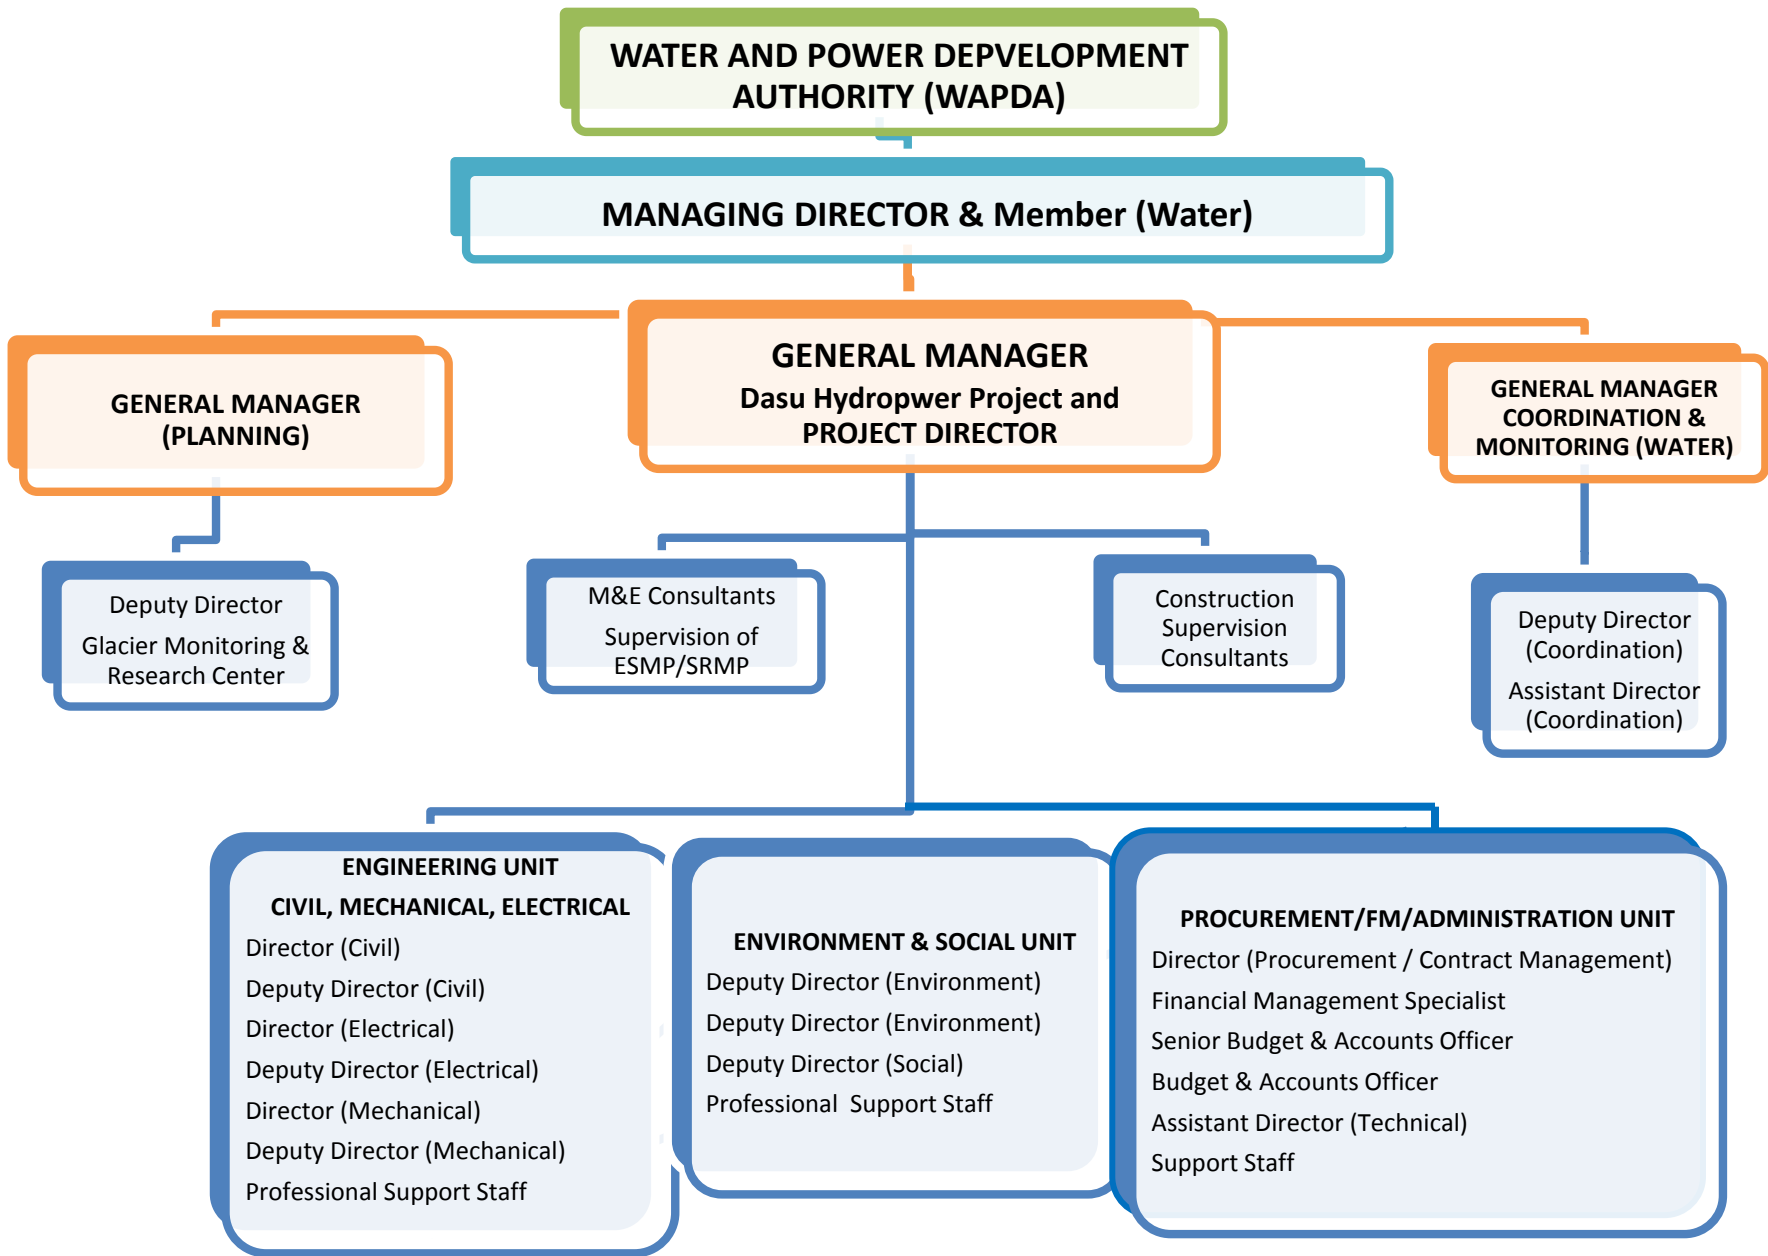 WATER AND POWER DEPVELOPMENT
AUTHORITY (WAPDA)
MANAGING DIRECTOR & Member (Water)
GENERAL MANAGER
(PLANNING)
GENERAL MANAGER
Dasu Hydropwer Project and
PROJECT DIRECTOR
GENERAL MANAGER
COORDINATION &
MONITORING (WATER)
Deputy Director
Glacier Monitoring &
Research Center
M&E Consultants
Supervision of
ESMP/SRMP
Construction
Supervision
Consultants
Deputy Director
(Coordination)
Assistant Director
(Coordination)
ENGINEERING UNIT
CIVIL, MECHANICAL, ELECTRICAL
Director (Civil)
Deputy Director (Civil)
Director (Electrical)
Deputy Director (Electrical)
Director (Mechanical)
Deputy Director (Mechanical)
Professional Support Staff
ENVIRONMENT & SOCIAL UNIT
Deputy Director (Environment)
Deputy Director (Environment)
Deputy Director (Social)
Professional  Support Staff
PROCUREMENT/FM/ADMINISTRATION UNIT
Director (Procurement / Contract Management)
Financial Management Specialist
Senior Budget & Accounts Officer
Budget & Accounts Officer
Assistant Director (Technical)
Support Staff